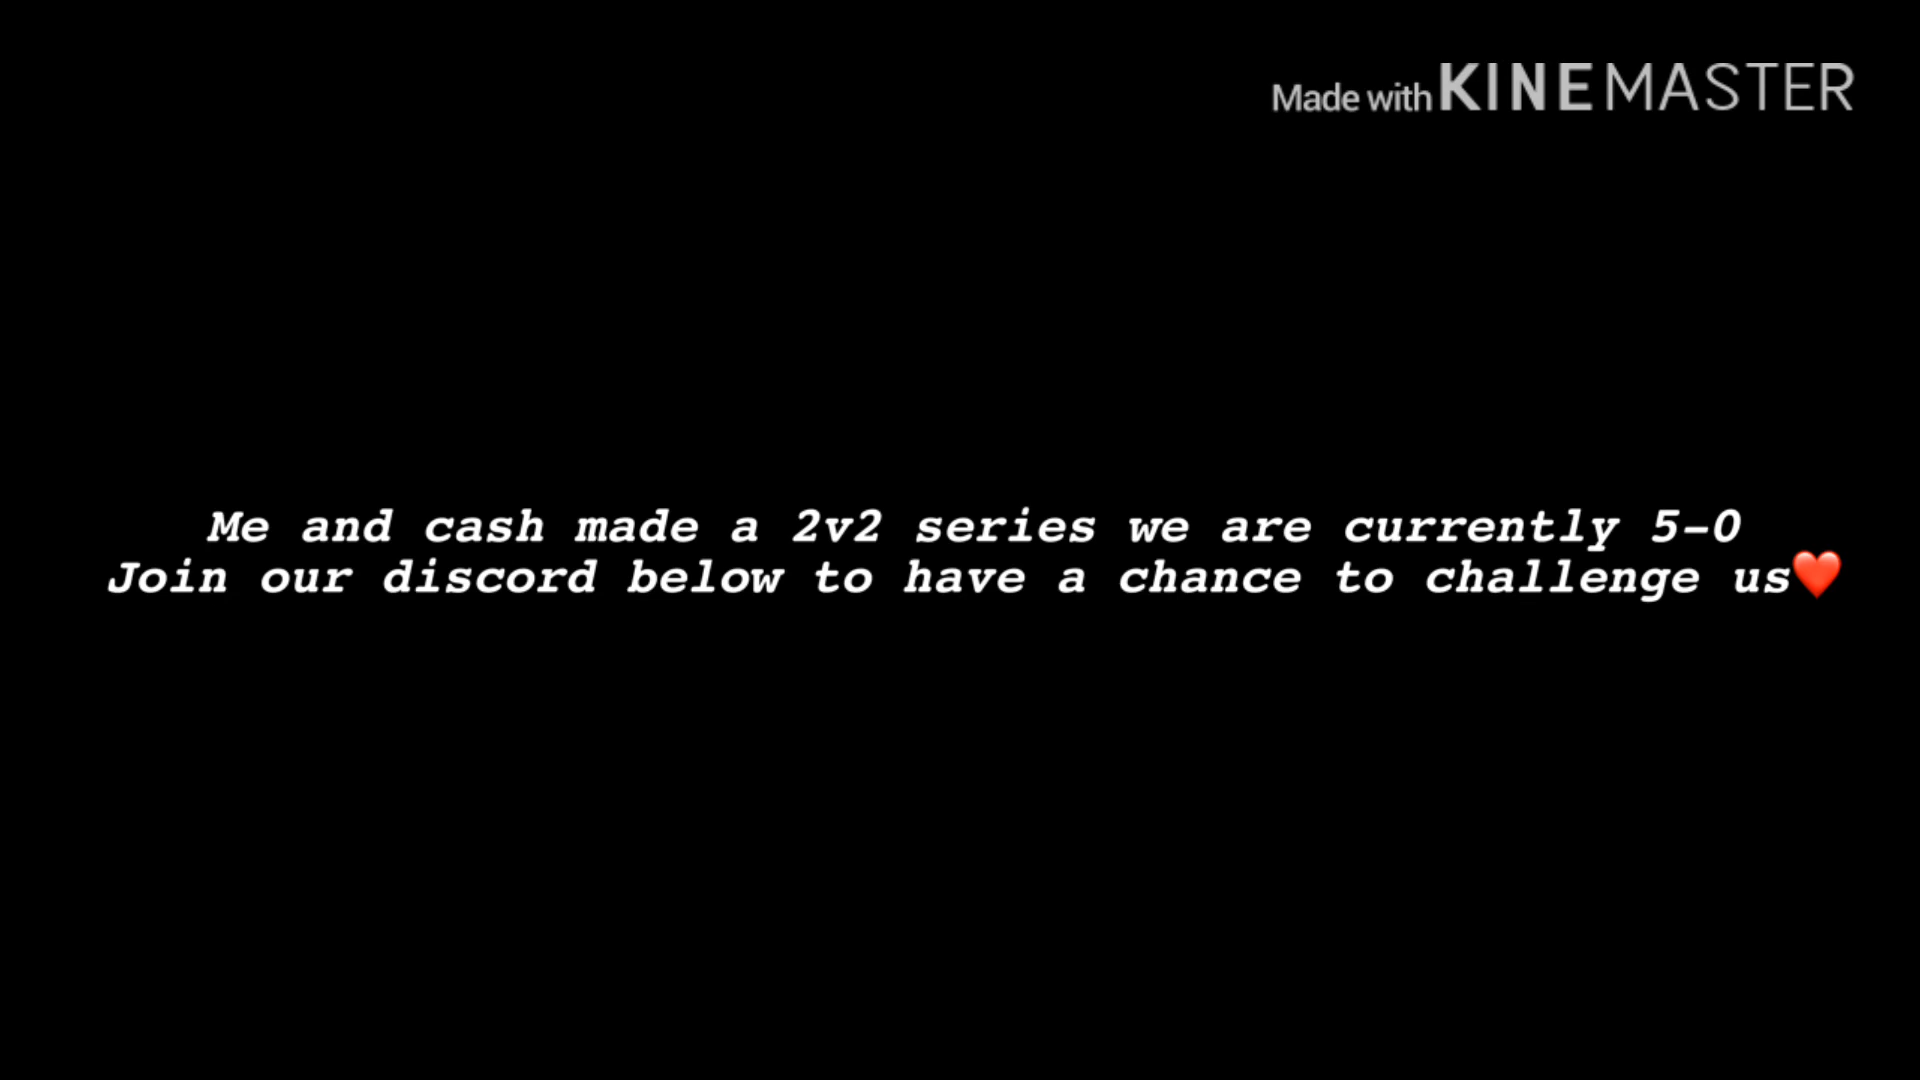 Made with KINEMASTER
Me and cash made a 2v2 series we are currently 5-0
Join our discord below to have a chance to challenge us❤️